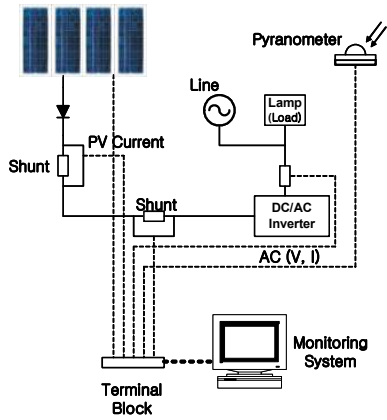 Pyranometer
Line
Lamp
(Load)
PV Current
Shunt
Shunt
DC/AC
Inverter
AC (V, I)
Monitoring
System
Terminal
Block